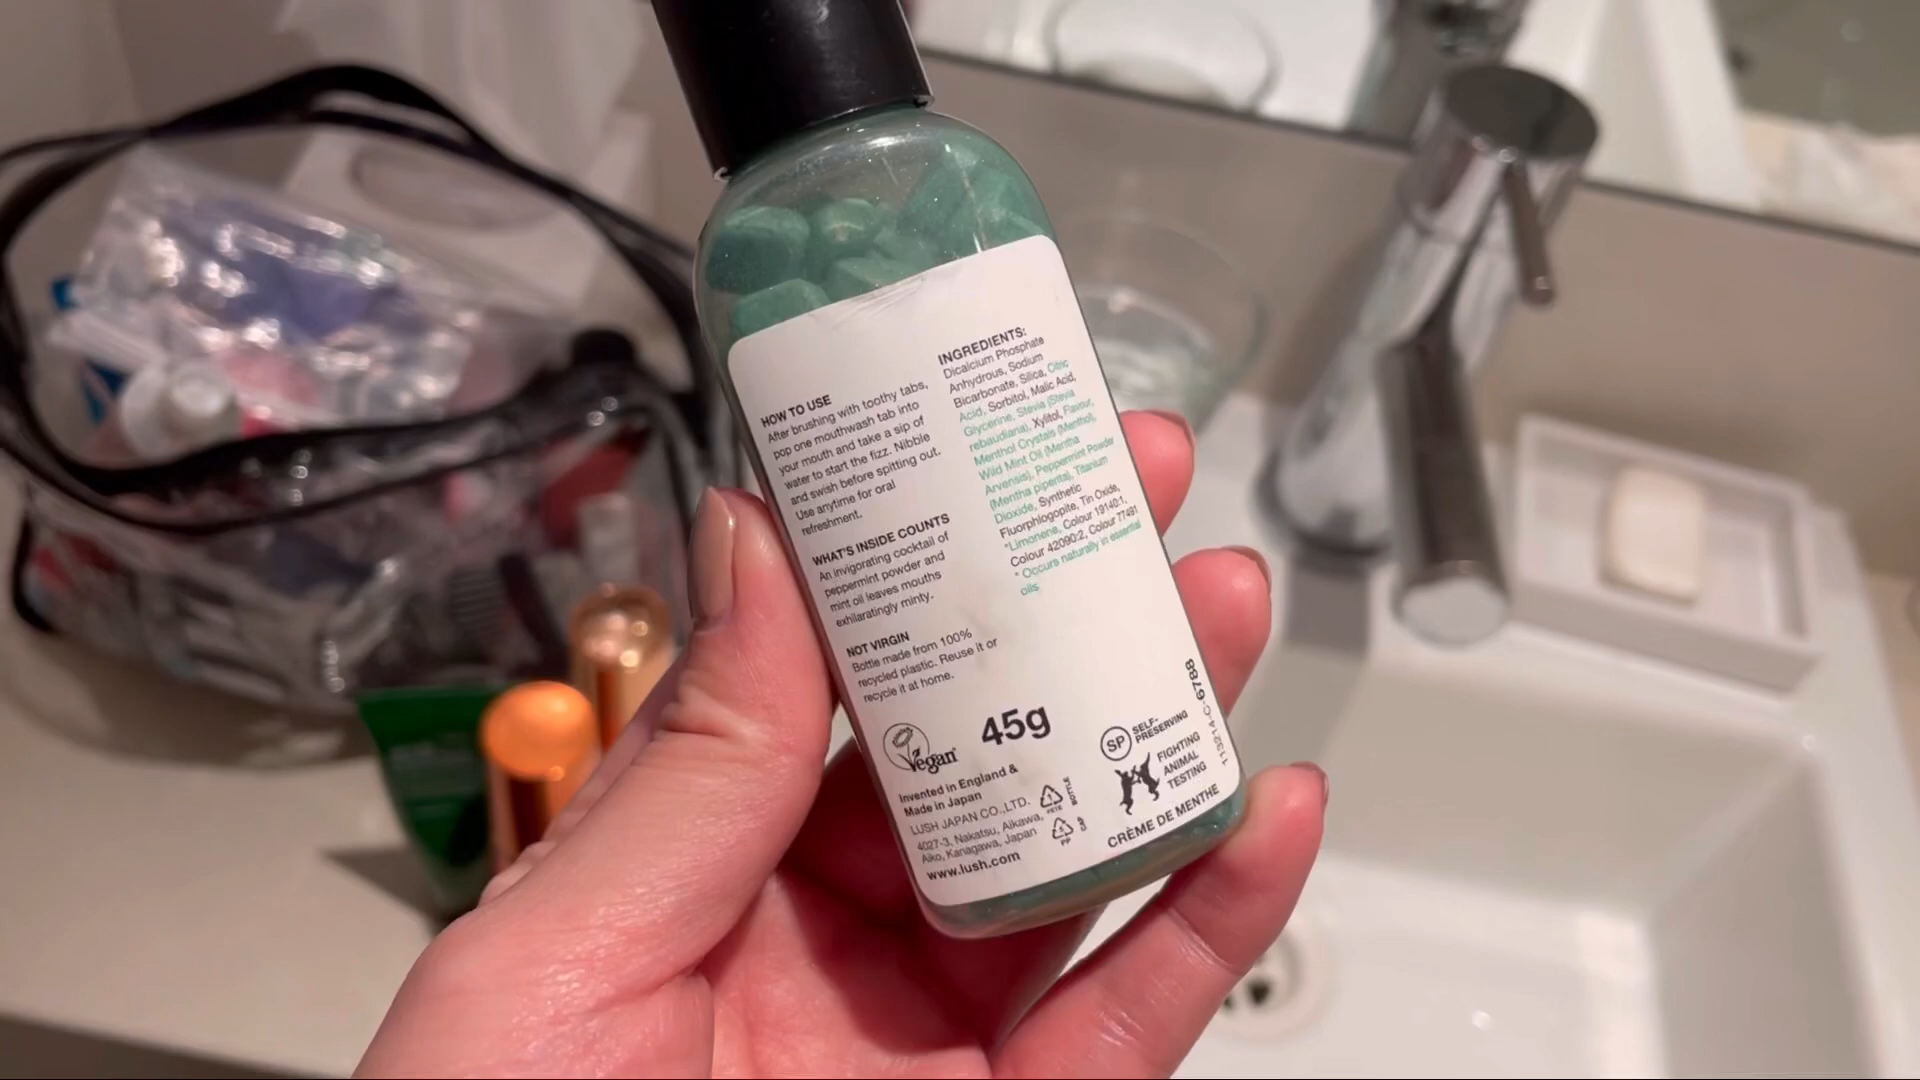 HOW TO USE
After brushing with toothy tabs,
pop one mouthwash tab into
your mouth and take a sip of
water to start the fizz. Nibble
and swish before spitting out.
Use anytime for oral
refreshment.
WHAT'S INSIDE COUNTS
An invigorating cocktail of
peppermint powder and
mint oil leaves mouths
exhilaratingly minty.
NOT VIRGIN
Bottle made from 100%
recycled plastic. Reuse it or
recycle it at home.
INGREDIENTS:
Dicalcium Phosphate
Anhydrous, Sodium
Bicarbonate, Silica, Citric
Acid, Sorbitol, Malic Acid,
Glycerine, Stevia (Stevia
rebaudiana), Xylitol, Flavour,
Menthol Crystals (Menthol),
Wild Mint Oil (Mentha
Arvensis), Peppermint Powder
(Mentha piperita), Titanium
Dioxide, Synthetic
Fluorphlogopite, Tin Oxide,
*Limonene, Colour 19140:1,
Colour 42090:2, Colour 77491
* Occurs naturally in essential
oils.
Vegan
45g
Invented in England &
Made in Japan
LUSH JAPAN CO.,LTD.
4027-3, Nakatsu, Aikawa,
Aiko, Kanagawa, Japan
www.lush.com
1
PETE
BOTTLE
5
PP
CAP
SP
SELF-
PRESERVING
FIGHTING
ANIMAL
TESTING
CRÈME DE MENTHE
113214-C-6788